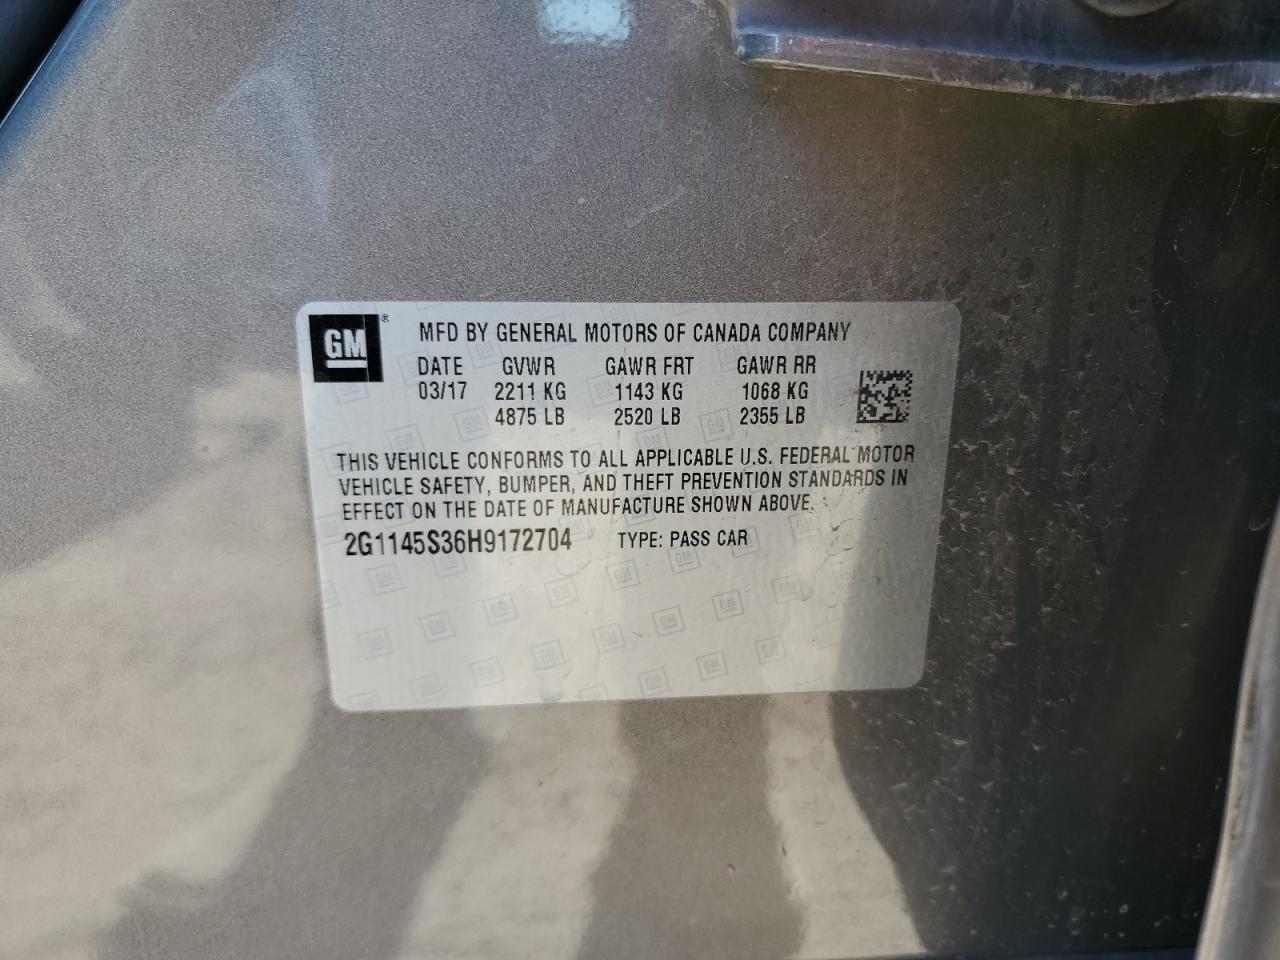 GM ®
MFD BY GENERAL MOTORS OF CANADA COMPANY
DATE GVWR GAWR FRT GAWR RR
03/17 2211 KG 1143 KG 1068 KG
4875 LB 2520 LB 2355 LB
THIS VEHICLE CONFORMS TO ALL APPLICABLE U.S. FEDERAL MOTOR
VEHICLE SAFETY, BUMPER, AND THEFT PREVENTION STANDARDS IN
EFFECT ON THE DATE OF MANUFACTURE SHOWN ABOVE.
2G1145S36H9172704 TYPE: PASS CAR